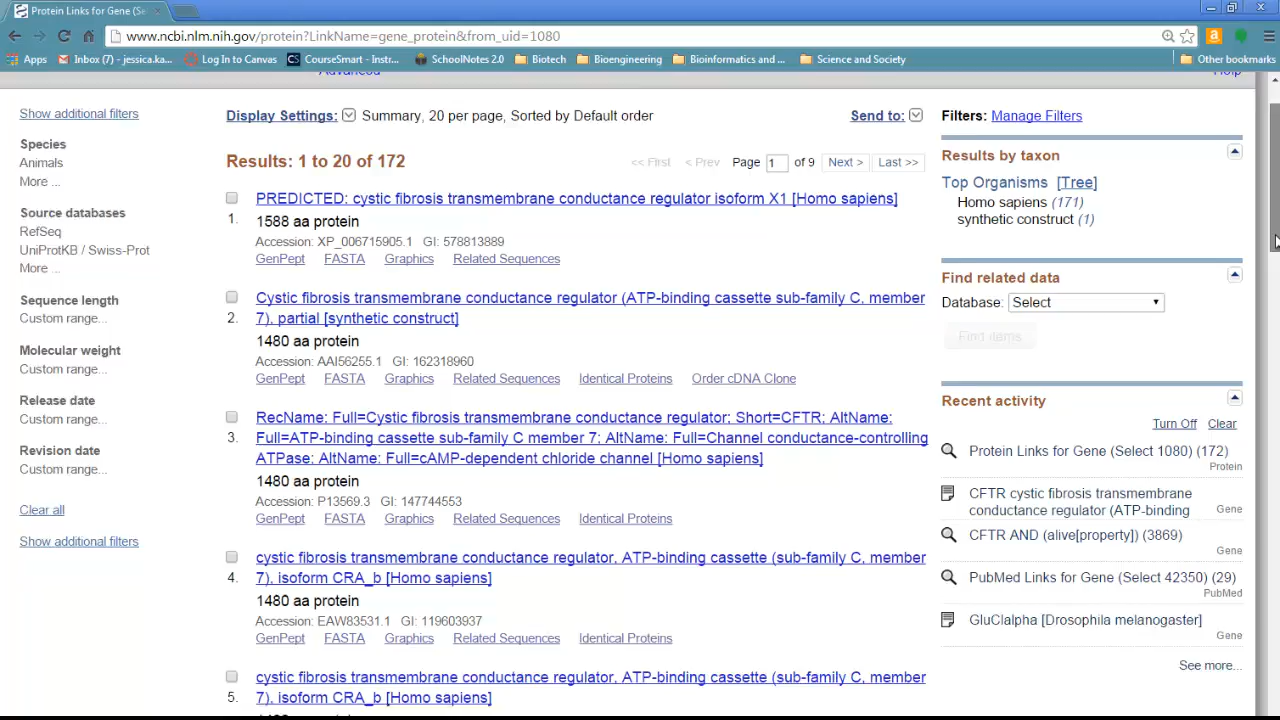 Protein Links for Gene (Se
www.ncbi.nlm.nih.gov/protein?LinkName=gene_protein&from_uid=1080
Apps Inbox (7) - jessica.ka... Log In to Canvas CourseSmart - Instr... SchoolNotes 2.0 Biotech Bioengineering Bioinformatics and ... Science and Society Other bookmarks
Advanced Help
Show additional filters
Species
Animals
More ...
Source databases
RefSeq
UniProtKB / Swiss-Prot
More ...
Sequence length
Custom range...
Molecular weight
Custom range...
Release date
Custom range...
Revision date
Custom range...
Clear all
Show additional filters
Display Settings: Summary, 20 per page, Sorted by Default order Send to:
Results: 1 to 20 of 172 << First < Prev Page 1 of 9 Next > Last >>
PREDICTED: cystic fibrosis transmembrane conductance regulator isoform X1 [Homo sapiens]
1. 1588 aa protein
Accession: XP_006715905.1 GI: 578813889
GenPept FASTA Graphics Related Sequences
Cystic fibrosis transmembrane conductance regulator (ATP-binding cassette sub-family C, member
2. 7), partial [synthetic construct]
1480 aa protein
Accession: AAI56255.1 GI: 162318960
GenPept FASTA Graphics Related Sequences Identical Proteins Order cDNA Clone
RecName: Full=Cystic fibrosis transmembrane conductance regulator; Short=CFTR; AltName:
3. Full=ATP-binding cassette sub-family C member 7; AltName: Full=Channel conductance-controlling
ATPase; AltName: Full=cAMP-dependent chloride channel [Homo sapiens]
1480 aa protein
Accession: P13569.3 GI: 147744553
GenPept FASTA Graphics Related Sequences Identical Proteins
cystic fibrosis transmembrane conductance regulator, ATP-binding cassette (sub-family C, member
4. 7), isoform CRA_b [Homo sapiens]
1480 aa protein
Accession: EAW83531.1 GI: 119603937
GenPept FASTA Graphics Related Sequences Identical Proteins
cystic fibrosis transmembrane conductance regulator, ATP-binding cassette (sub-family C, member
5. 7), isoform CRA_b [Homo sapiens]
Filters: Manage Filters
Results by taxon
Top Organisms [Tree]
Homo sapiens (171)
synthetic construct (1)
Find related data
Database: Select
Find items
Recent activity
Turn Off Clear
Protein Links for Gene (Select 1080) (172)
Protein
CFTR cystic fibrosis transmembrane
conductance regulator (ATP-binding Gene
CFTR AND (alive[property]) (3869)
Gene
PubMed Links for Gene (Select 42350) (29)
PubMed
GluClalpha [Drosophila melanogaster]
Gene
See more...